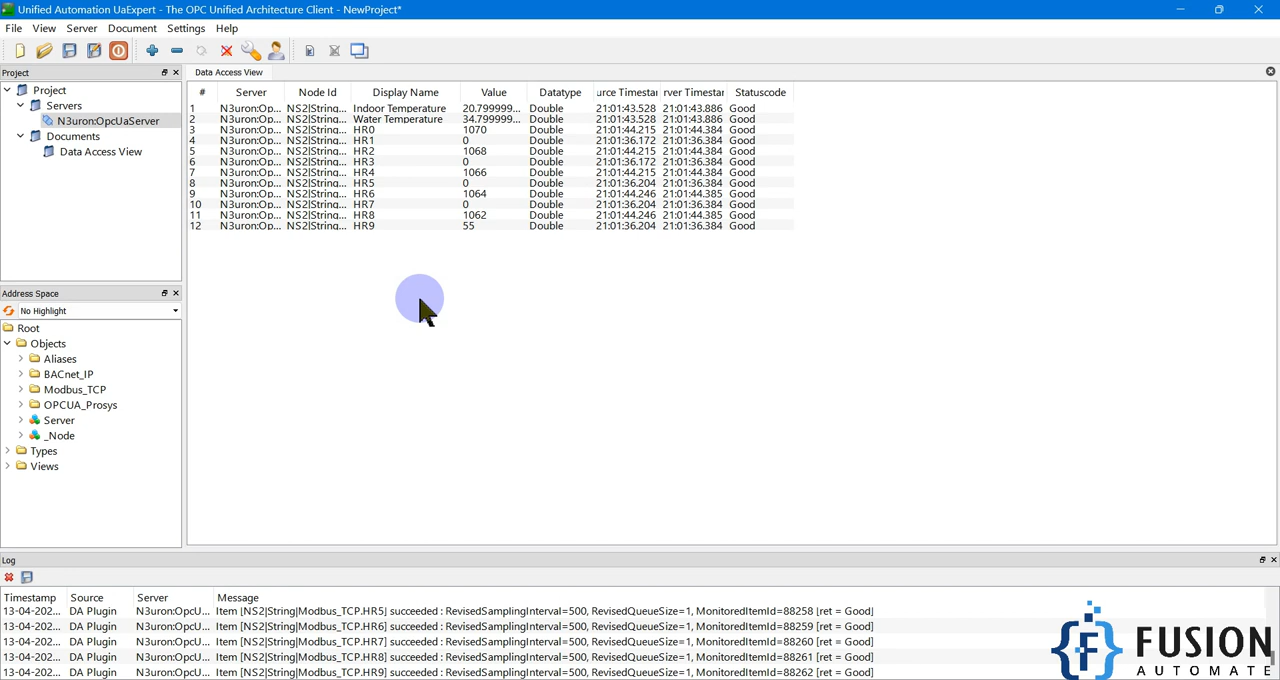 Unified Automation UaExpert - The OPC Unified Architecture Client - NewProject*
File View Server Document Settings Help
Project
Data Access View
Project
Servers
N3uron:OpcUaServer
Documents
Data Access View
# Server Node Id Display Name Value Datatype urce Timestar rver Timestar Statuscode
1 N3uron:Op... NS2|String... Indoor Temperature 20.799999... Double 21:01:43.528 21:01:43.886 Good
2 N3uron:Op... NS2|String... Water Temperature 34.799999... Double 21:01:43.528 21:01:43.886 Good
3 N3uron:Op... NS2|String... HR0 1070 Double 21:01:44.215 21:01:44.384 Good
4 N3uron:Op... NS2|String... HR1 0 Double 21:01:36.172 21:01:36.384 Good
5 N3uron:Op... NS2|String... HR2 1068 Double 21:01:44.215 21:01:44.384 Good
6 N3uron:Op... NS2|String... HR3 0 Double 21:01:36.172 21:01:36.384 Good
7 N3uron:Op... NS2|String... HR4 1066 Double 21:01:44.215 21:01:44.384 Good
8 N3uron:Op... NS2|String... HR5 0 Double 21:01:36.204 21:01:36.384 Good
9 N3uron:Op... NS2|String... HR6 1064 Double 21:01:44.246 21:01:44.385 Good
10 N3uron:Op... NS2|String... HR7 0 Double 21:01:36.204 21:01:36.384 Good
11 N3uron:Op... NS2|String... HR8 1062 Double 21:01:44.246 21:01:44.385 Good
12 N3uron:Op... NS2|String... HR9 55 Double 21:01:36.204 21:01:36.384 Good
Address Space
No Highlight
Root
Objects
Aliases
BACnet_IP
Modbus_TCP
OPCUA_Prosys
Server
_Node
Types
Views
Log
Timestamp Source Server Message
13-04-202... DA Plugin N3uron:OpcU... Item [NS2|String|Modbus_TCP.HR5] succeeded : RevisedSamplingInterval=500, RevisedQueueSize=1, MonitoredItemId=88258 [ret = Good]
13-04-202... DA Plugin N3uron:OpcU... Item [NS2|String|Modbus_TCP.HR6] succeeded : RevisedSamplingInterval=500, RevisedQueueSize=1, MonitoredItemId=88259 [ret = Good]
13-04-202... DA Plugin N3uron:OpcU... Item [NS2|String|Modbus_TCP.HR7] succeeded : RevisedSamplingInterval=500, RevisedQueueSize=1, MonitoredItemId=88260 [ret = Good]
13-04-202... DA Plugin N3uron:OpcU... Item [NS2|String|Modbus_TCP.HR8] succeeded : RevisedSamplingInterval=500, RevisedQueueSize=1, MonitoredItemId=88261 [ret = Good]
13-04-202... DA Plugin N3uron:OpcU... Item [NS2|String|Modbus_TCP.HR9] succeeded : RevisedSamplingInterval=500, RevisedQueueSize=1, MonitoredItemId=88262 [ret = Good]
{F} FUSION
AUTOMATE